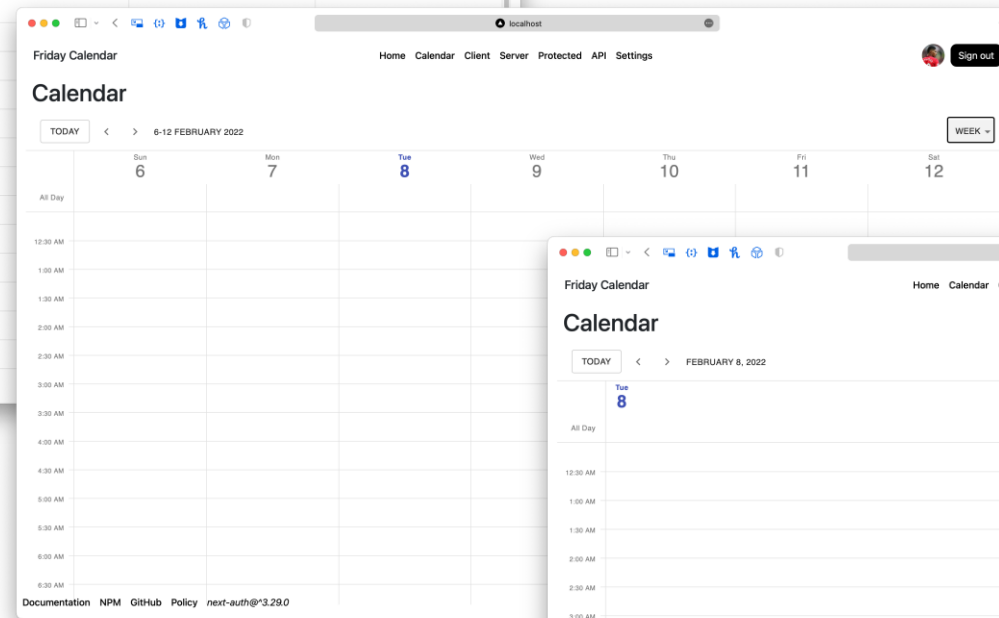 localhost
Friday Calendar Home Calendar Client Server Protected API Settings Sign out
Calendar
TODAY 6-12 FEBRUARY 2022 WEEK
Sun Mon Tue Wed Thu Fri Sat
6 7 8 9 10 11 12
All Day
12:30 AM
1:00 AM
1:30 AM
2:00 AM
2:30 AM
3:00 AM
3:30 AM
4:00 AM
4:30 AM
5:00 AM
5:30 AM
6:00 AM
6:30 AM
Documentation NPM GitHub Policy next-auth@^3.29.0
Friday Calendar Home Calendar
Calendar
TODAY FEBRUARY 8, 2022
Tue
8
All Day
12:30 AM
1:00 AM
1:30 AM
2:00 AM
2:30 AM
3:00 AM